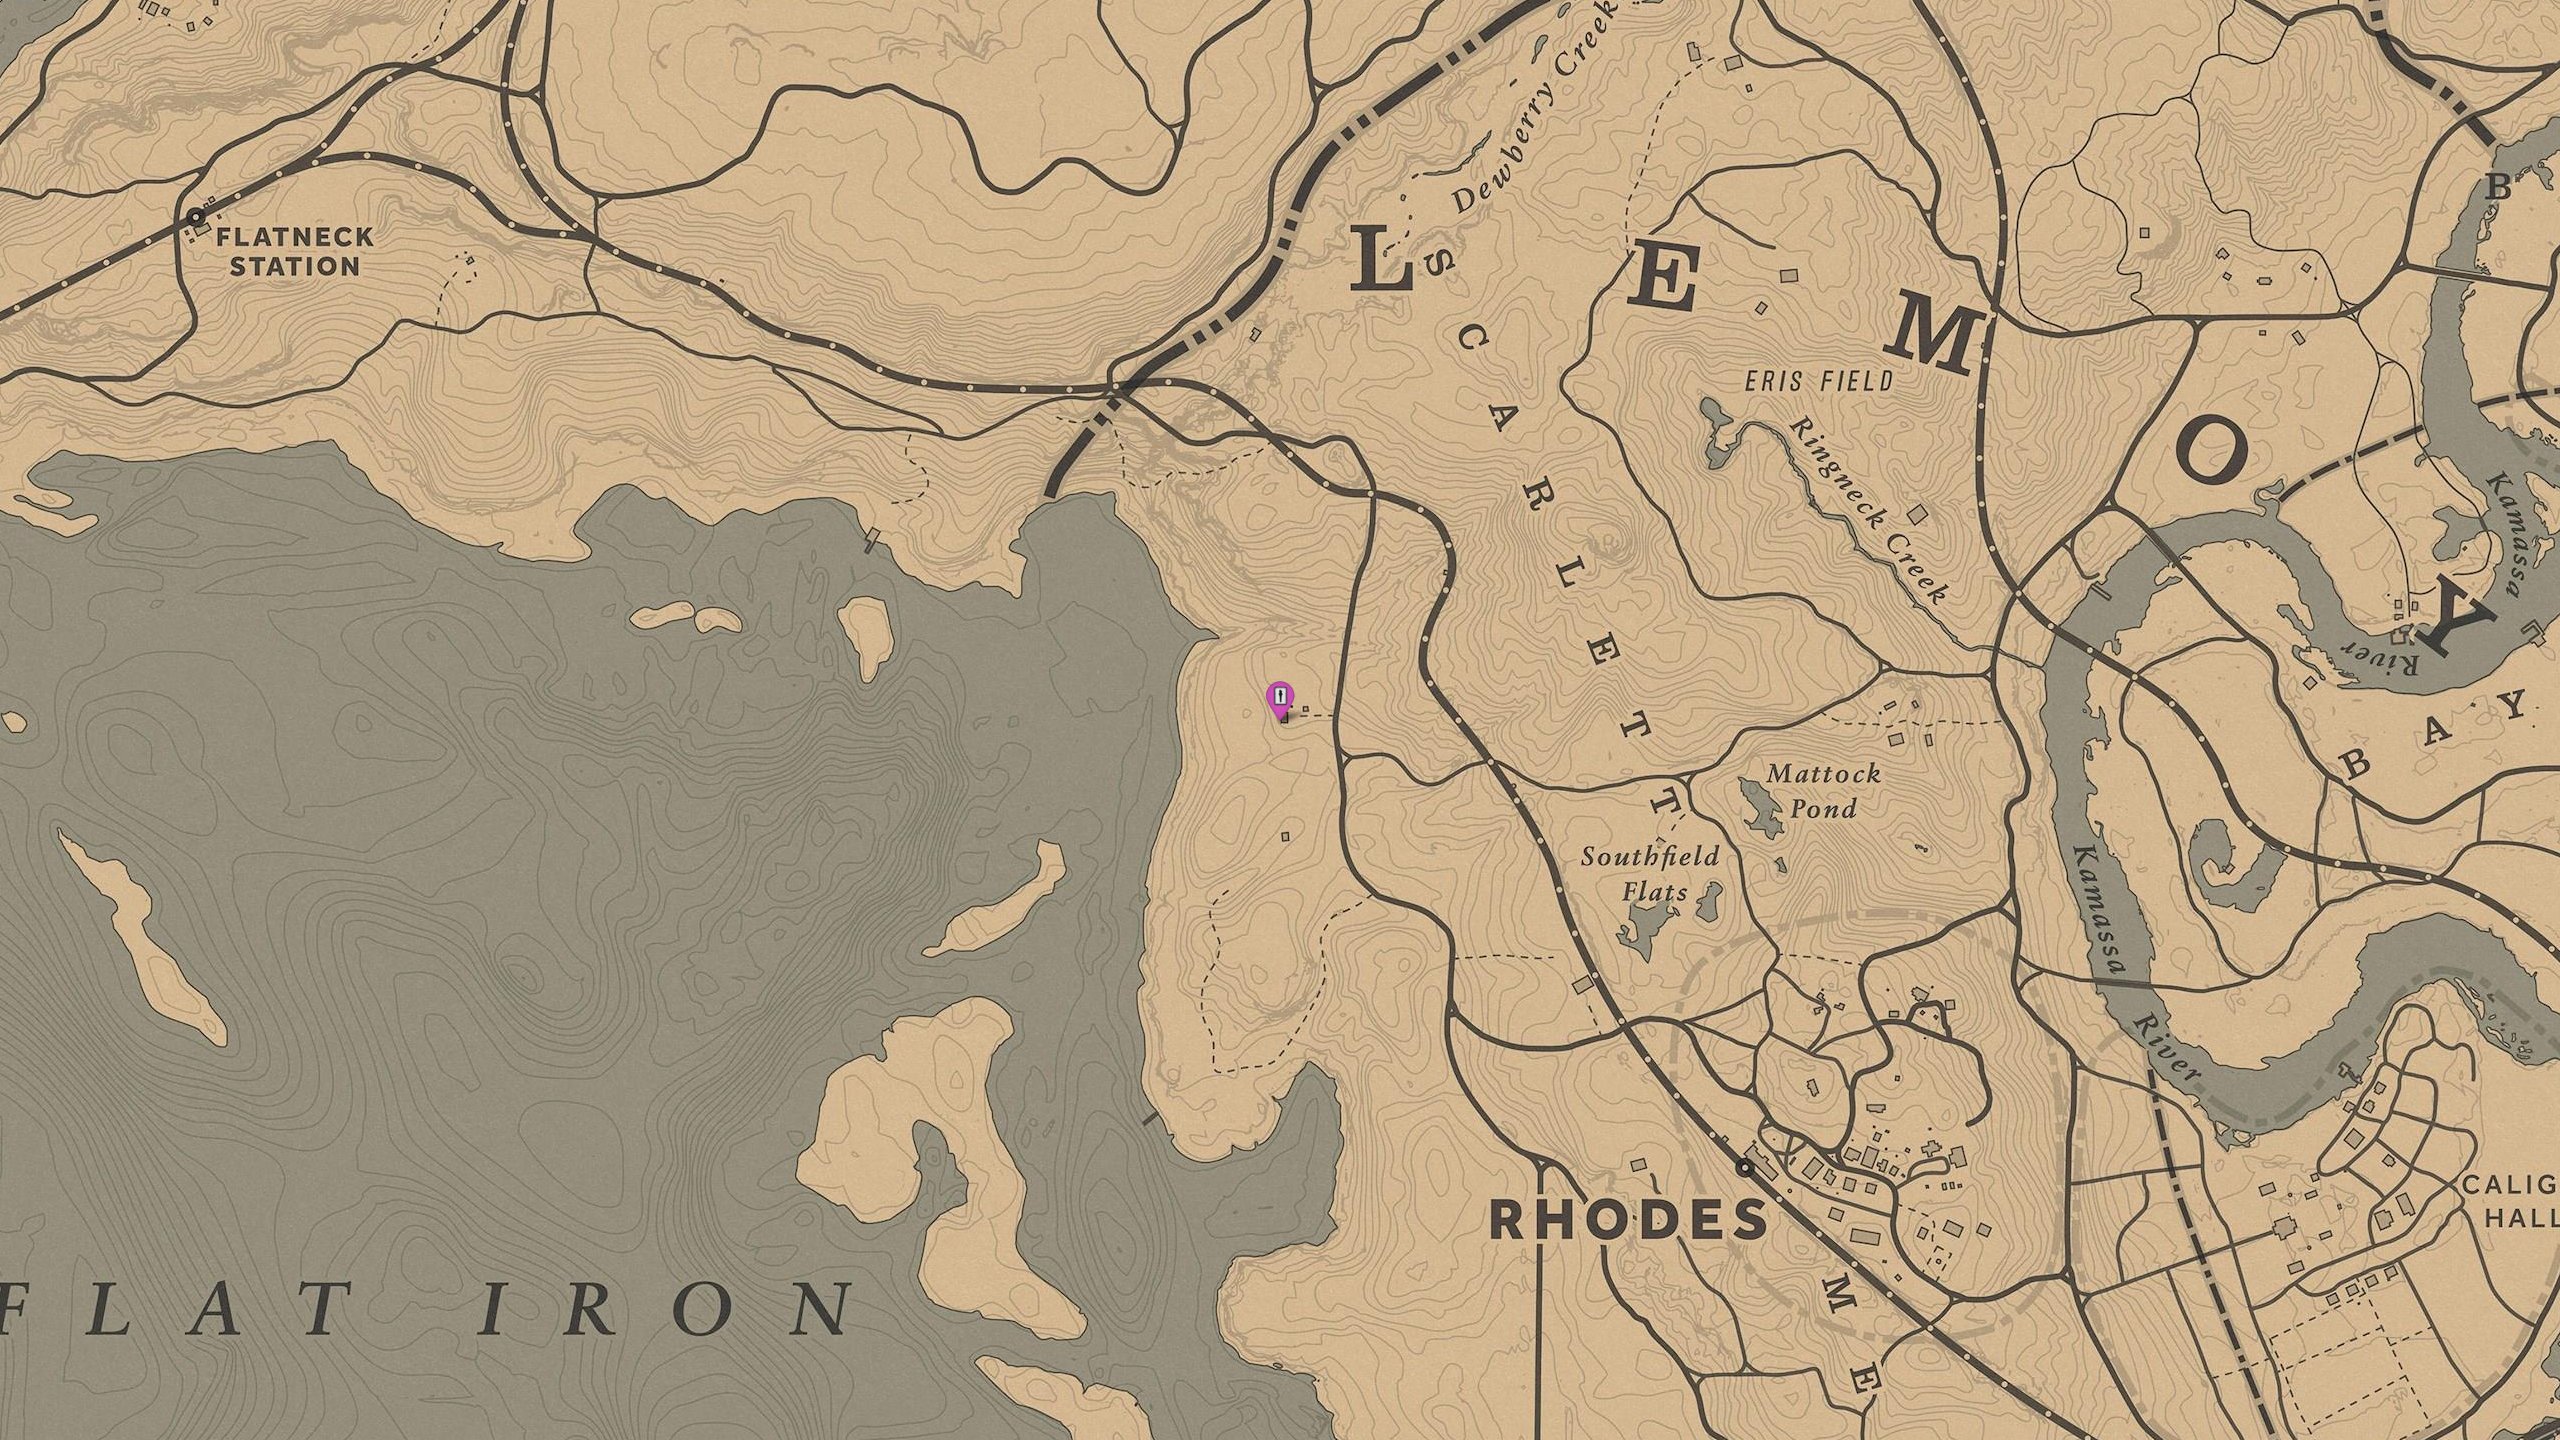 Dewberry Creek
B
FLATNECK
STATION
L E M O Y
SCARLETT
ME
ERIS FIELD
Ringneck Creek
Kamassa
River
BAY
Mattock
Pond
Southfield
Flats
Kamassa
River
CALIG
HALL
RHODES
FLAT IRON